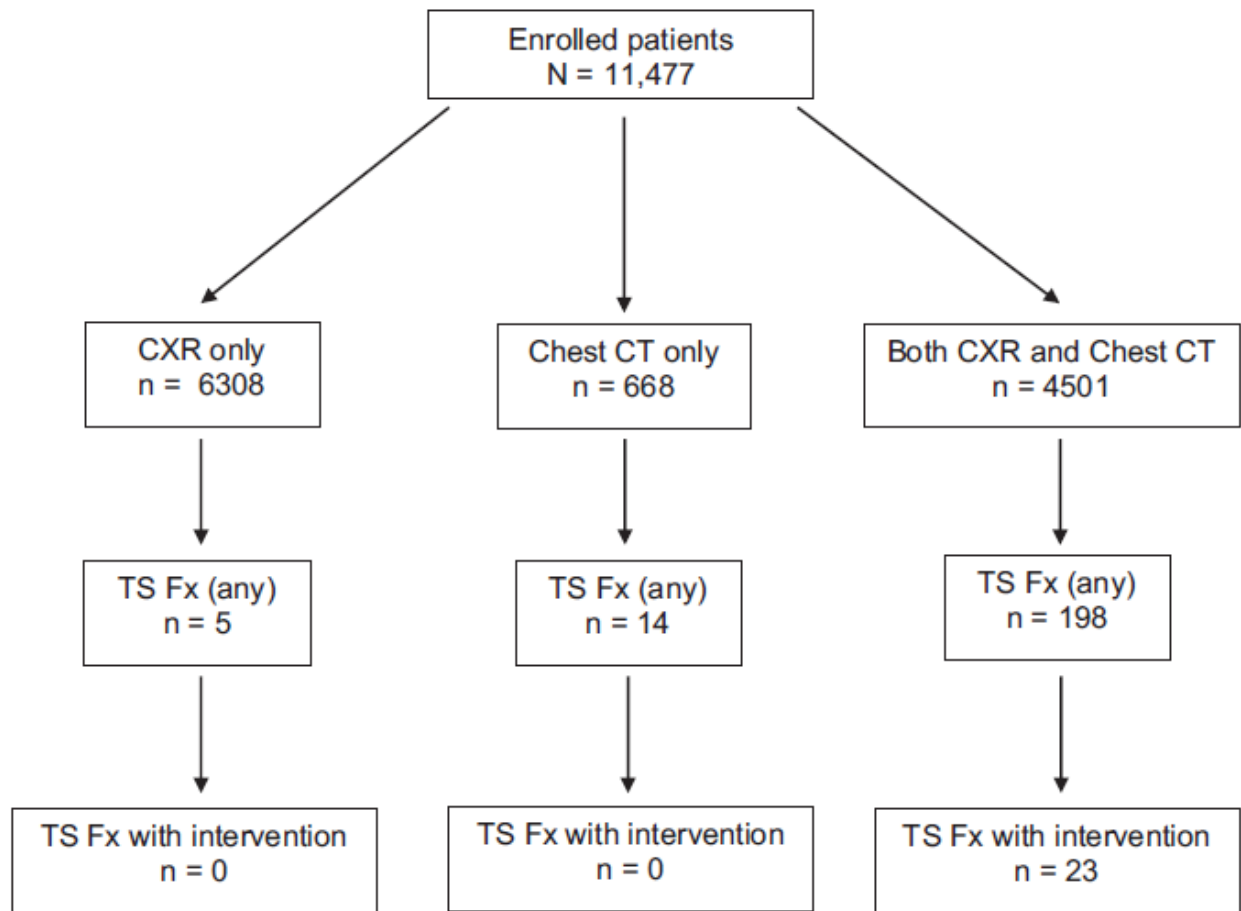 Enrolled patients
N = 11,477
CXR only
n = 6308
Chest CT only
n = 668
Both CXR and Chest CT
n = 4501
TS Fx (any)
n = 5
TS Fx (any)
n = 14
TS Fx (any)
n = 198
TS Fx with intervention
n = 0
TS Fx with intervention
n = 0
TS Fx with intervention
n = 23